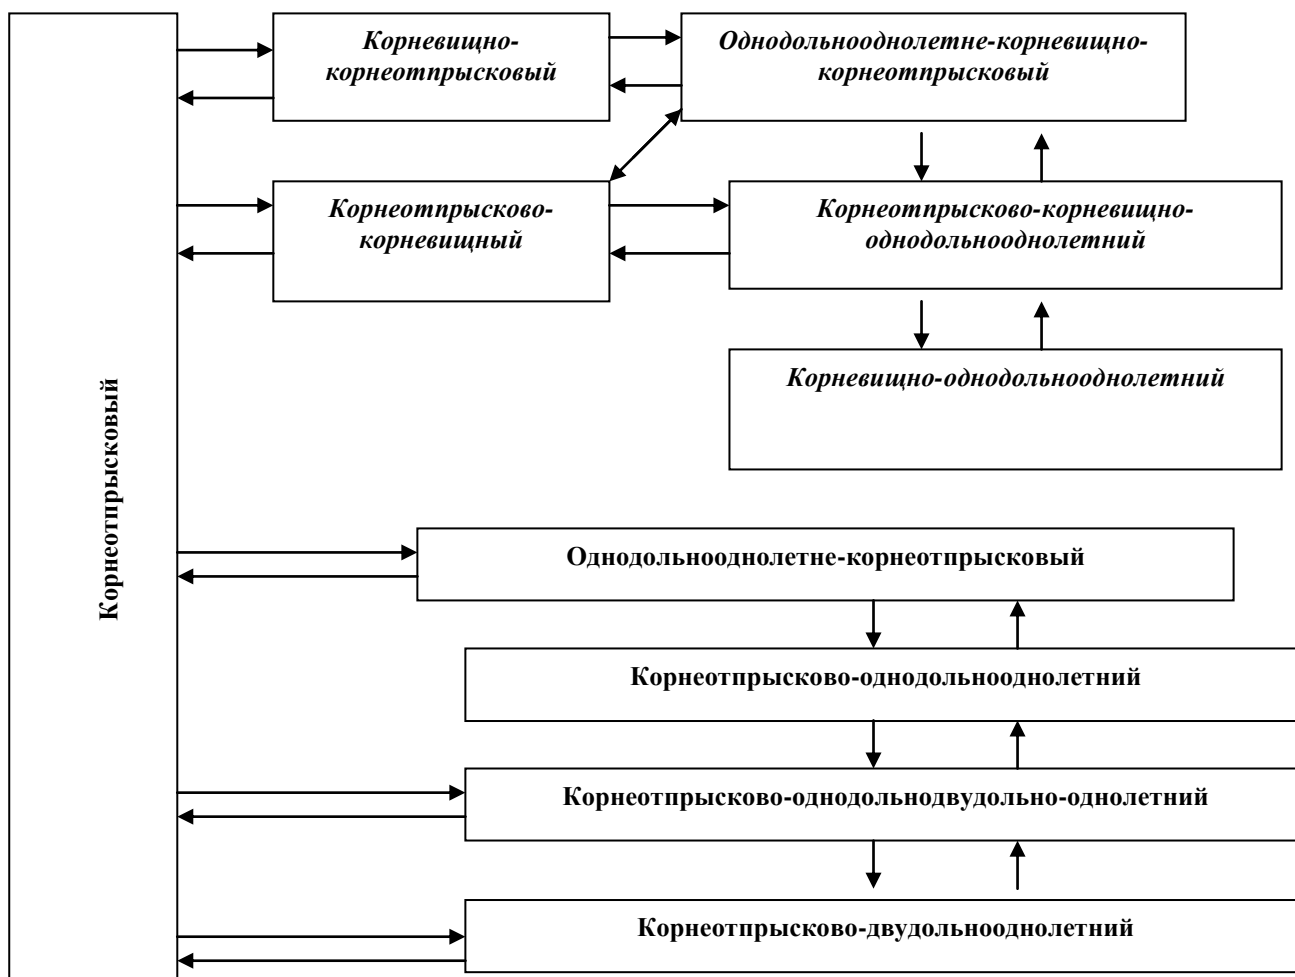 Корневищно-
корнеотпрысковый
Однодольнооднолетне-корневищно-
корнеотпрысковый
Корнеотпрысково-
корневищный
Корнеотпрысково-корневищно-
однодольнооднолетний
Корневищно-однодольнооднолетний
Корнеотпрысковый
Однодольнооднолетне-корнеотпрысковый
Корнеотпрысково-однодольнооднолетний
Корнеотпрысково-однодольнодвудольно-однолетний
Корнеотпрысково-двудольнооднолетний